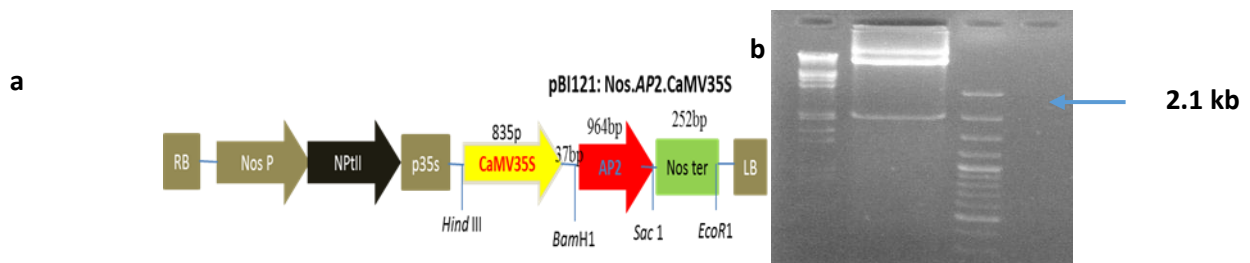 a
b
pBI121: Nos.AP2.CaMV35S
2.1 kb
835p
964bp
252bp
37bp
RB
Nos P
NPtII
p35s
CaMV35S
AP2
Nos ter
LB
Hind III
BamH1
Sac 1
EcoR1